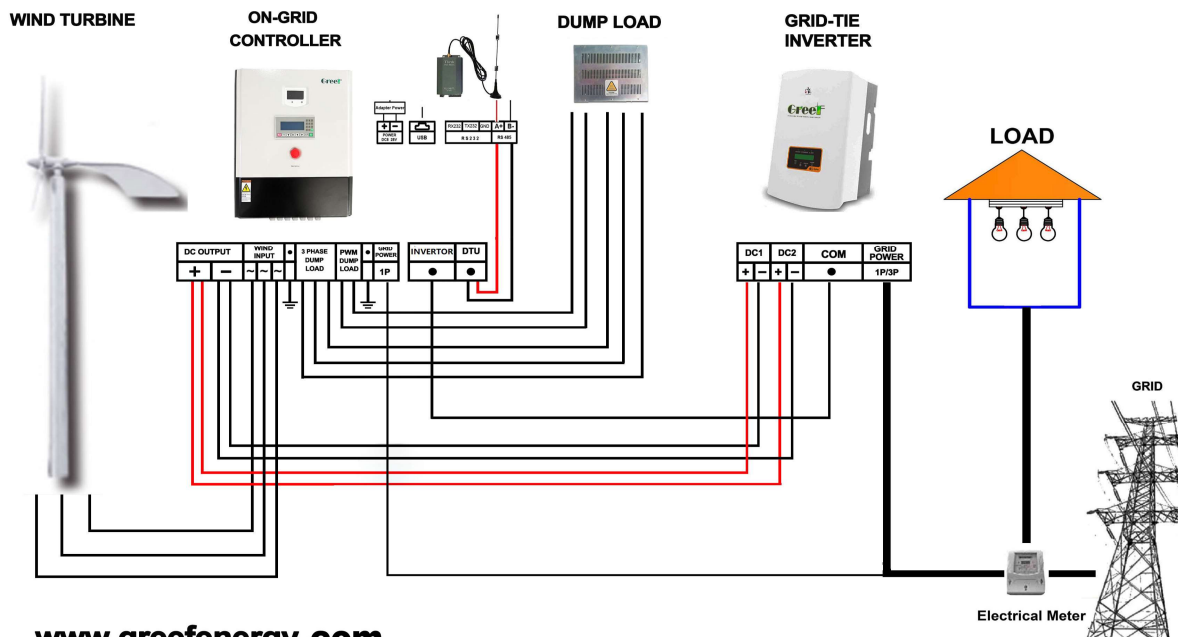 WIND TURBINE
ON-GRID
CONTROLLER
DUMP LOAD
GRID-TIE
INVERTER
Greef
Adapter Power
+ −
POWER
USB
RX232 TX232 GND A+ B-
RS232 RS 485
Greef
LOAD
DC OUTPUT
+ −
WIND
INPUT
~ ~ ~
3 PHASE
DUMP
LOAD
PWM
DUMP
LOAD
GRID
POWER
1P
INVERTOR DTU
DC1 DC2 COM
+ − + −
GRID
POWER
1P/3P
GRID
Electrical Meter
www.greefenergy.com